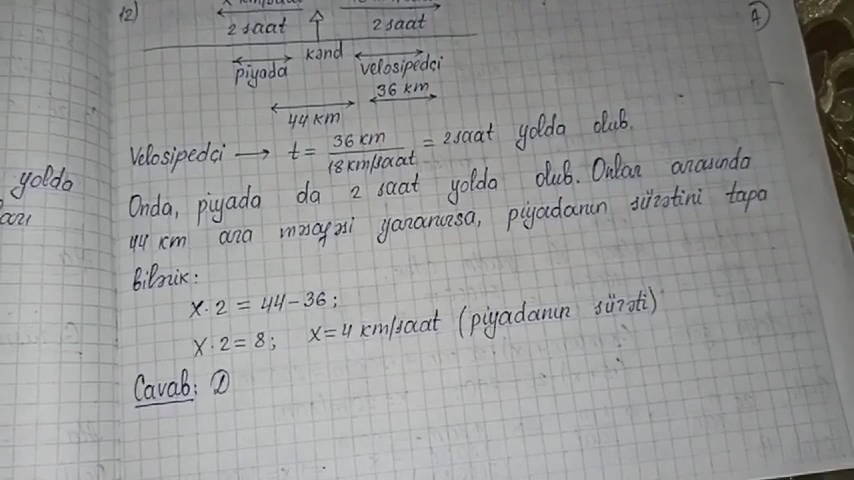 12)
2 saat 2 saat
kənd
piyada velosipedçi
44 km 36 km
Velosipedçi → t = 36 km / 18 km/saat = 2 saat yolda olub.
Onda, piyada da 2 saat yolda olub. Onlar arasında
44 km ara məsafəsi yaranırsa, piyadanın sürətini tapa
bilərik:
x · 2 = 44 - 36;
x · 2 = 8; x = 4 km/saat (piyadanın sürəti)
Cavab: D
yolda